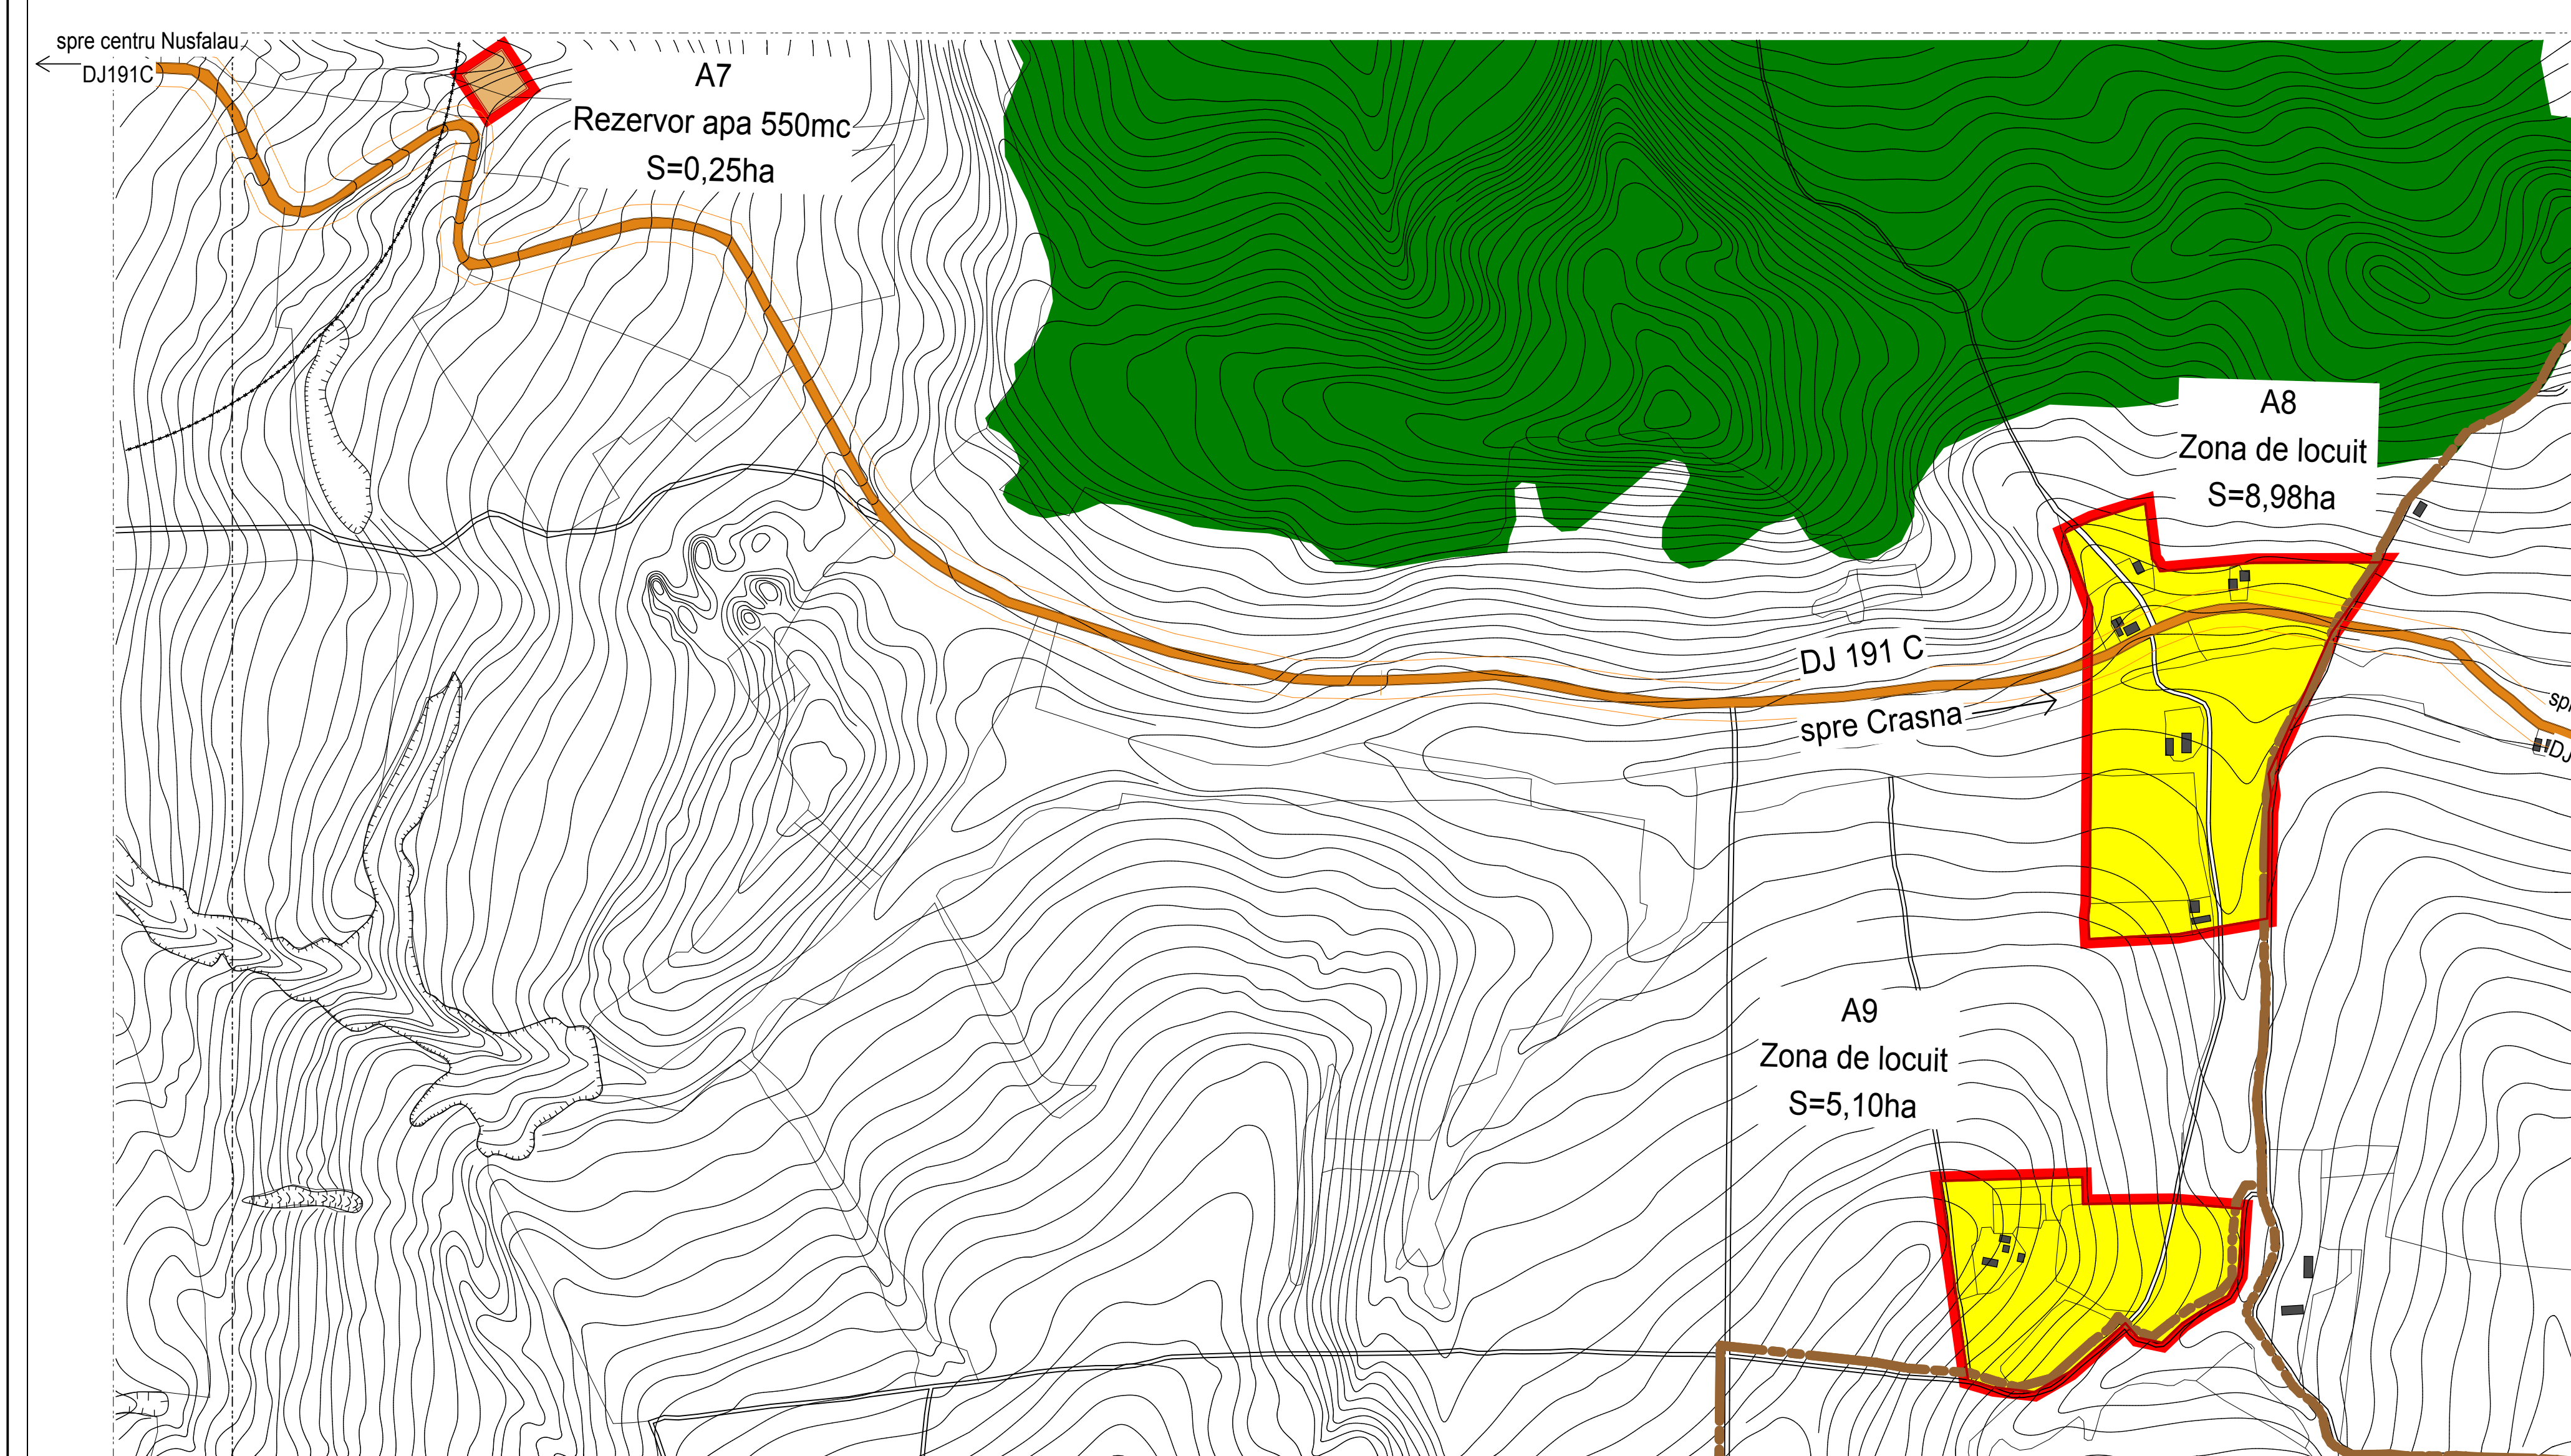 spre centru Nusfalau
DJ191C
A7
Rezervor apa 550mc
S=0,25ha
A8
Zona de locuit
S=8,98ha
DJ 191 C
spre Crasna
A9
Zona de locuit
S=5,10ha